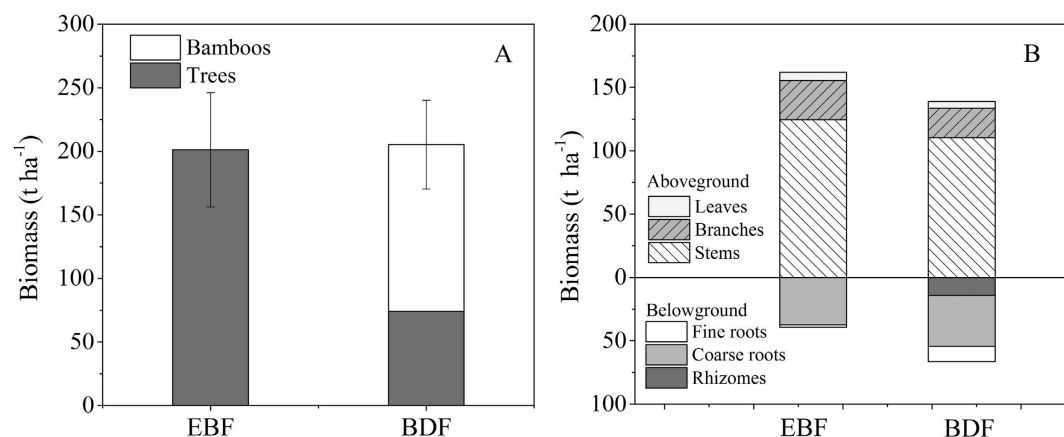 A
Bamboos
Trees
Biomass (t ha⁻¹)
300
250
200
150
100
50
0
EBF BDF
B
Biomass (t ha⁻¹)
200
150
100
50
0
50
100
Aboveground
Leaves
Branches
Stems
Belowground
Fine roots
Coarse roots
Rhizomes
EBF BDF